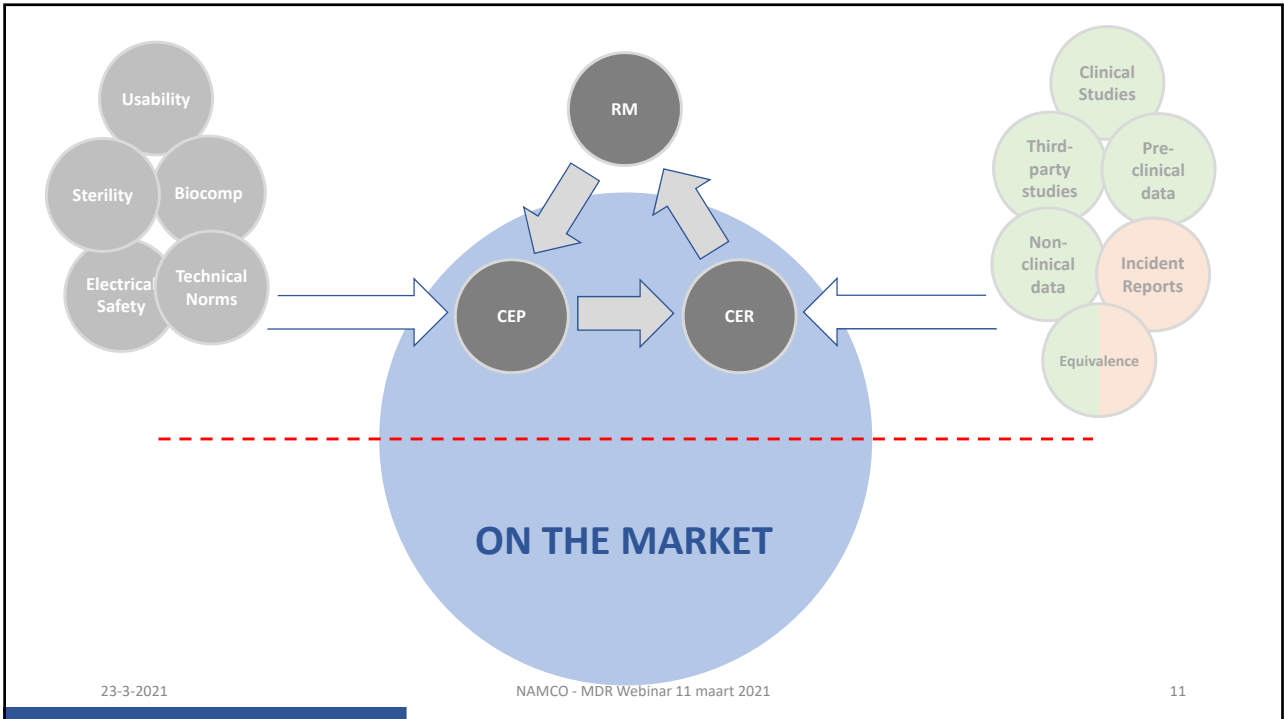 Usability
Sterility
Biocomp
Electrical
Safety
Technical
Norms
RM
CEP
CER
Clinical
Studies
Third-
party
studies
Pre-
clinical
data
Non-
clinical
data
Incident
Reports
Equivalence
ON THE MARKET
23-3-2021
NAMCO - MDR Webinar 11 maart 2021
11